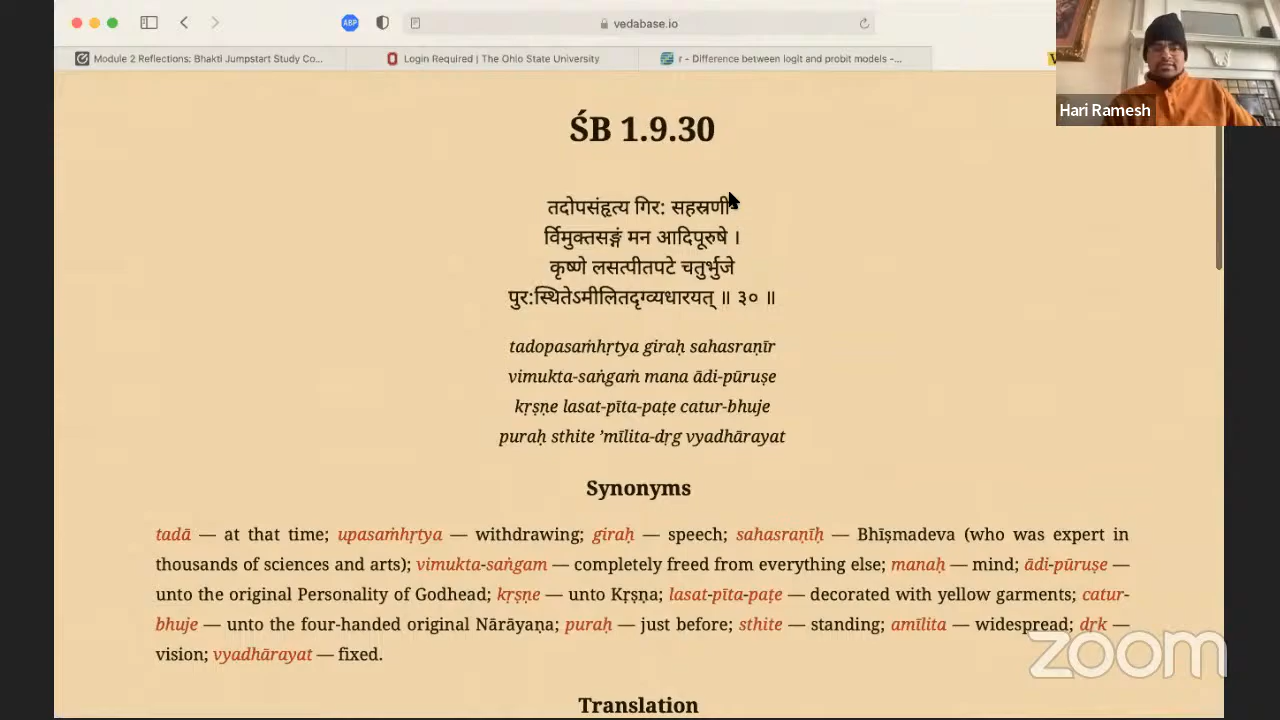 vedabase.io
Module 2 Reflections: Bhakti Jumpstart Study Co...
Login Required | The Ohio State University
r - Difference between logit and probit models -...
Hari Ramesh
ŚB 1.9.30
तदोपसंहृत्य गिर: सहस्रणी-
र्विमुक्तसङ्गं मन आदिपूरुषे ।
कृष्णे लसत्पीतपटे चतुर्भुजे
पुर:स्थितेऽमीलितदृग्व्यधारयत् ॥ ३० ॥
tadopasaṁhṛtya giraḥ sahasraṇīr
vimukta-saṅgaṁ mana ādi-pūruṣe
kṛṣṇe lasat-pīta-paṭe catur-bhuje
puraḥ sthite ’mīlita-dṛg vyadhārayat
Synonyms
tadā — at that time; upasaṁhṛtya — withdrawing; giraḥ — speech; sahasraṇīḥ — Bhīṣmadeva (who was expert in
thousands of sciences and arts); vimukta-saṅgam — completely freed from everything else; manaḥ — mind; ādi-pūruṣe —
unto the original Personality of Godhead; kṛṣṇe — unto Kṛṣṇa; lasat-pīta-paṭe — decorated with yellow garments; catur-
bhuje — unto the four-handed original Nārāyaṇa; puraḥ — just before; sthite — standing; amīlita — widespread; dṛk —
vision; vyadhārayat — fixed.
zoom
Translation